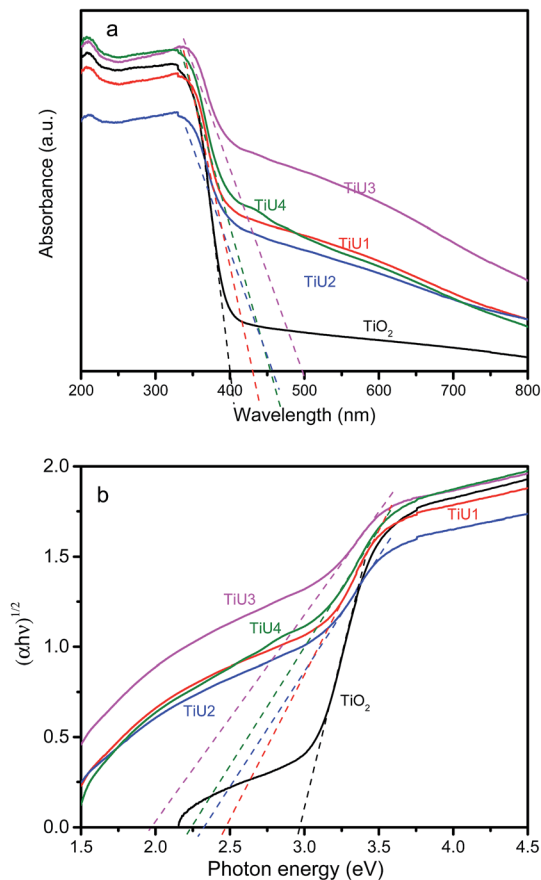 a
Absorbance (a.u.)
TiU3
TiU4
TiU1
TiU2
TiO2
200 300 400 500 600 700 800
Wavelength (nm)
b
2.0
1.5
1.0
0.5
0.0
(αhν)1/2
TiU1
TiU3
TiU4
TiU2
TiO2
1.5 2.0 2.5 3.0 3.5 4.0 4.5
Photon energy (eV)